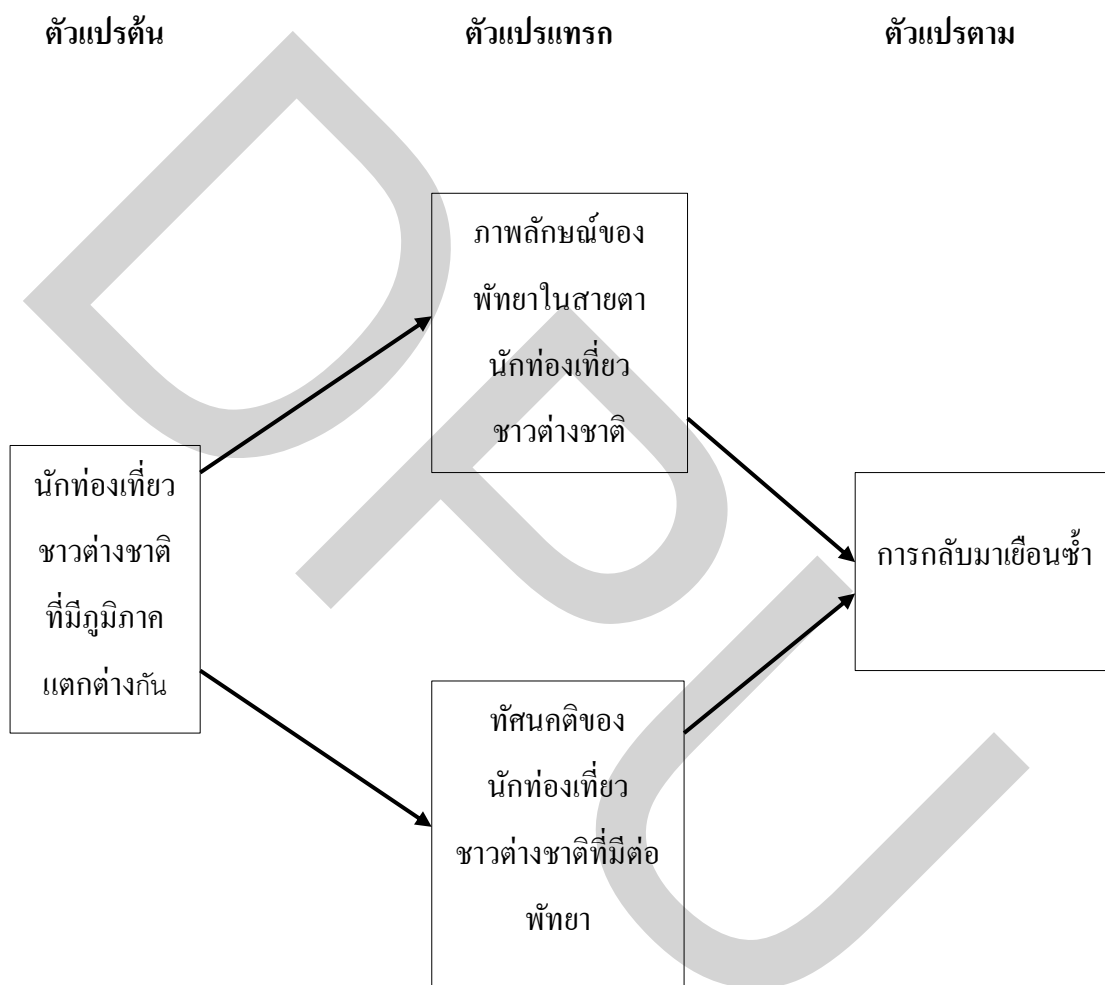 ตัวแปรต้น ตัวแปรแทรก ตัวแปรตาม
ภาพลักษณ์ของ
พัทยาในสายตา
นักท่องเที่ยว
ชาวต่างชาติ
นักท่องเที่ยว
ชาวต่างชาติ
ที่มีภูมิภาค
แตกต่างกัน
การกลับมาเยือนซ้ำ
ทัศนคติของ
นักท่องเที่ยว
ชาวต่างชาติที่มีต่อ
พัทยา
DPU